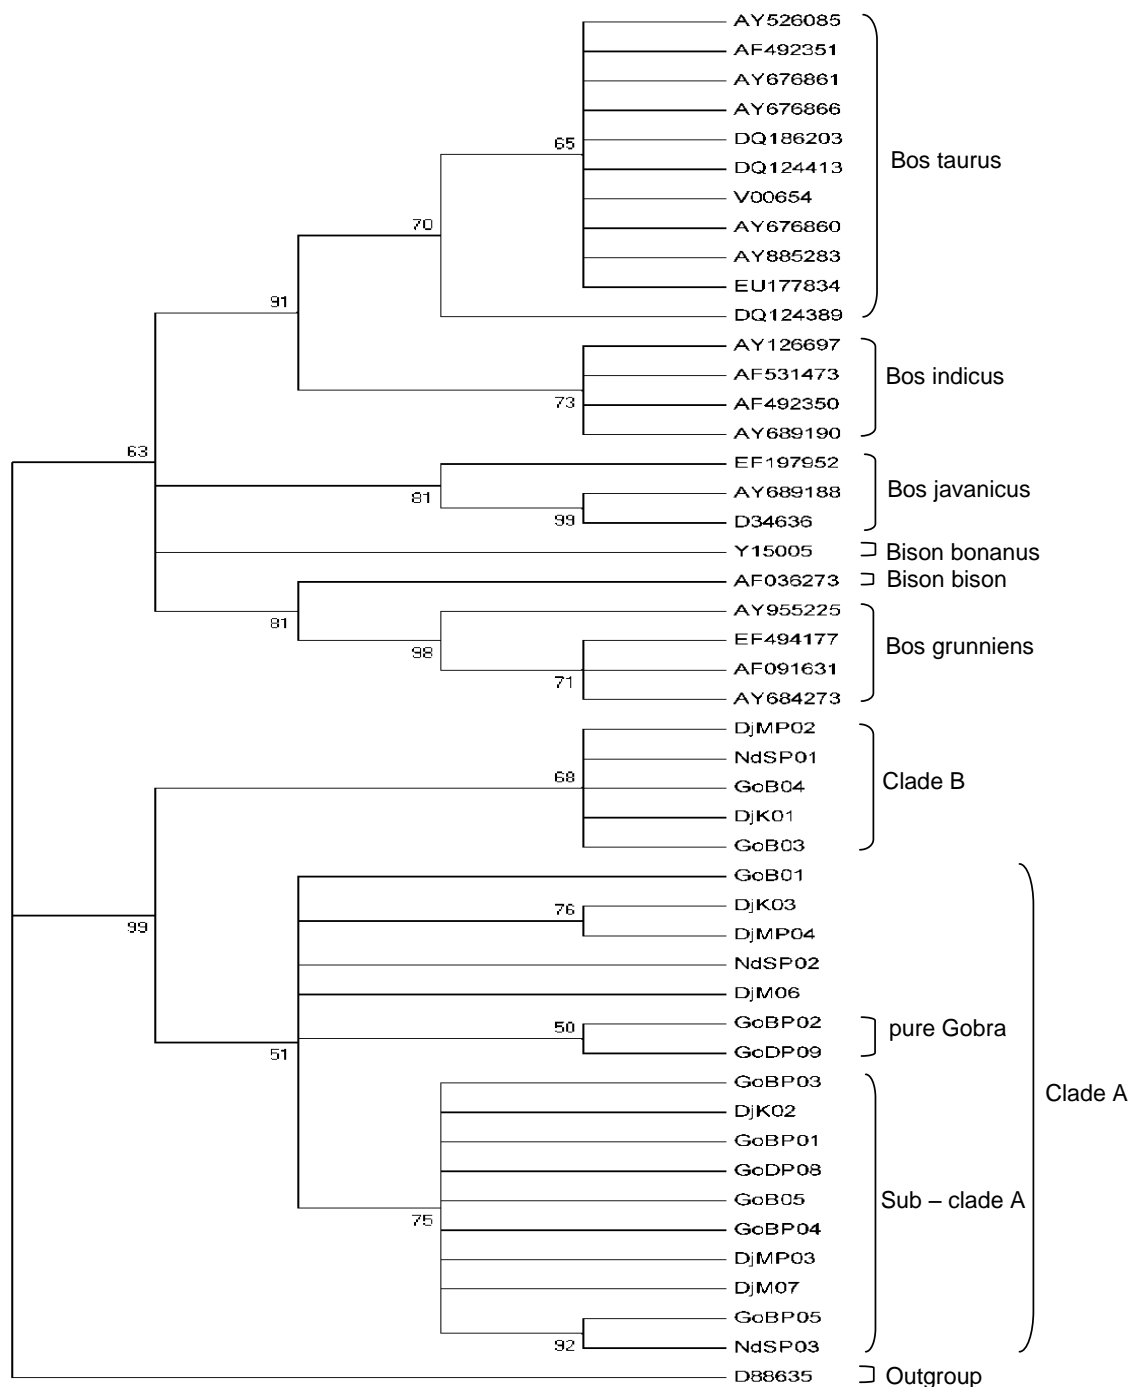 AY526085
AF492351
AY676861
AY676866
65
DQ186203
DQ124413
Bos taurus
V00654
70
AY676860
AY885283
EU177834
91
DQ124389
AY126697
AF531473
Bos indicus
73
AF492350
AY689190
63
EF197952
81
AY689188
Bos javanicus
99
D34636
Y15005
Bison bonanus
AF036273
Bison bison
81
AY955225
98
EF494177
Bos grunniens
71
AF091631
AY684273
DjMP02
NdSP01
68
GoB04
Clade B
DjK01
GoB03
GoB01
76
DjK03
99
DjMP04
NdSP02
DjM06
50
GoBP02
pure Gobra
51
GoDP09
GoBP03
Clade A
DjK02
GoBP01
GoDP08
GoB05
Sub – clade A
75
GoBP04
DjMP03
DjM07
GoBP05
92
NdSP03
D88635
Outgroup